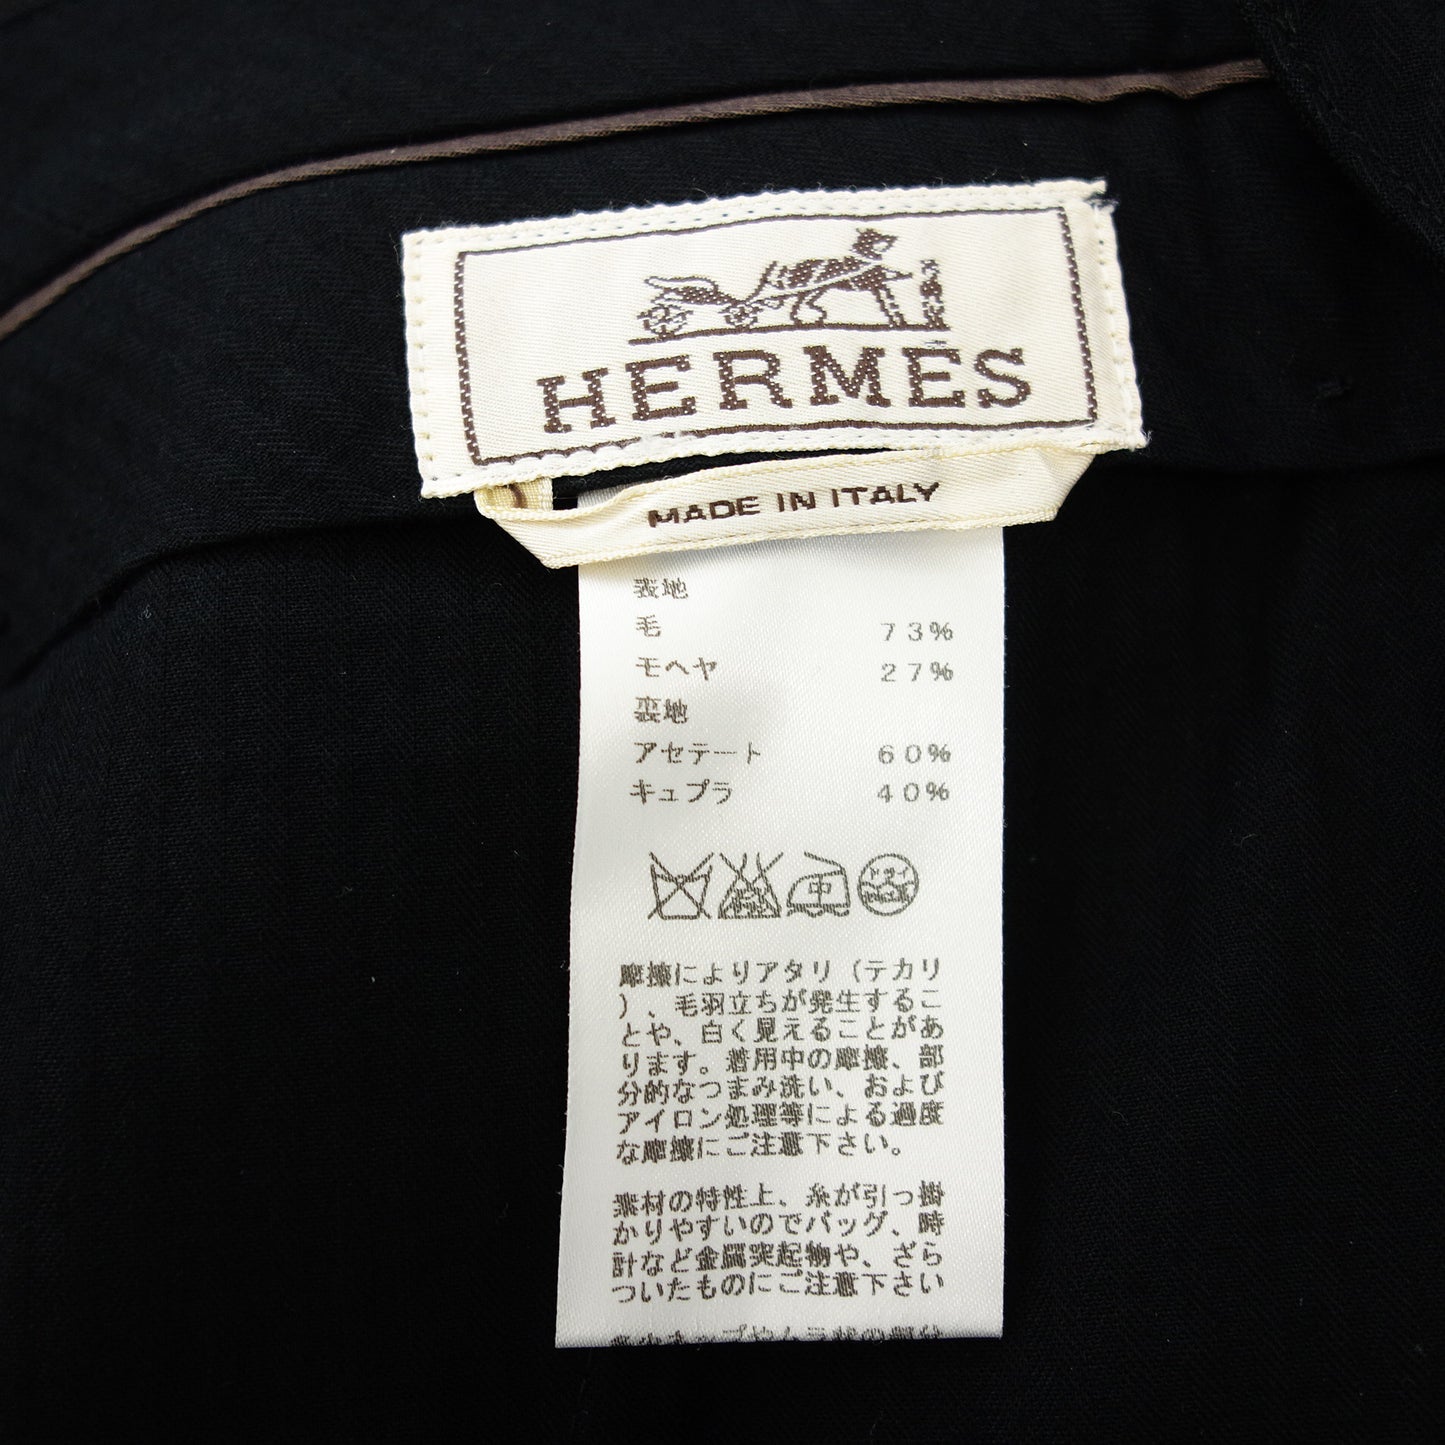 HERMES
MADE IN ITALY
表地
毛 73%
モヘヤ 27%
裏地
アセテート 60%
キュプラ 40%
中
ドライ
摩擦によりアタリ(テカリ
)、毛羽立ちが発生するこ
とや、白く見えることがあ
ります。着用中の摩擦、部
分的なつまみ洗い、および
アイロン処理等による過度
な摩擦にご注意下さい。
素材の特性上、糸が引っ掛
かりやすいのでバッグ、時
計など金属突起物や、ざら
ついたものにご注意下さい